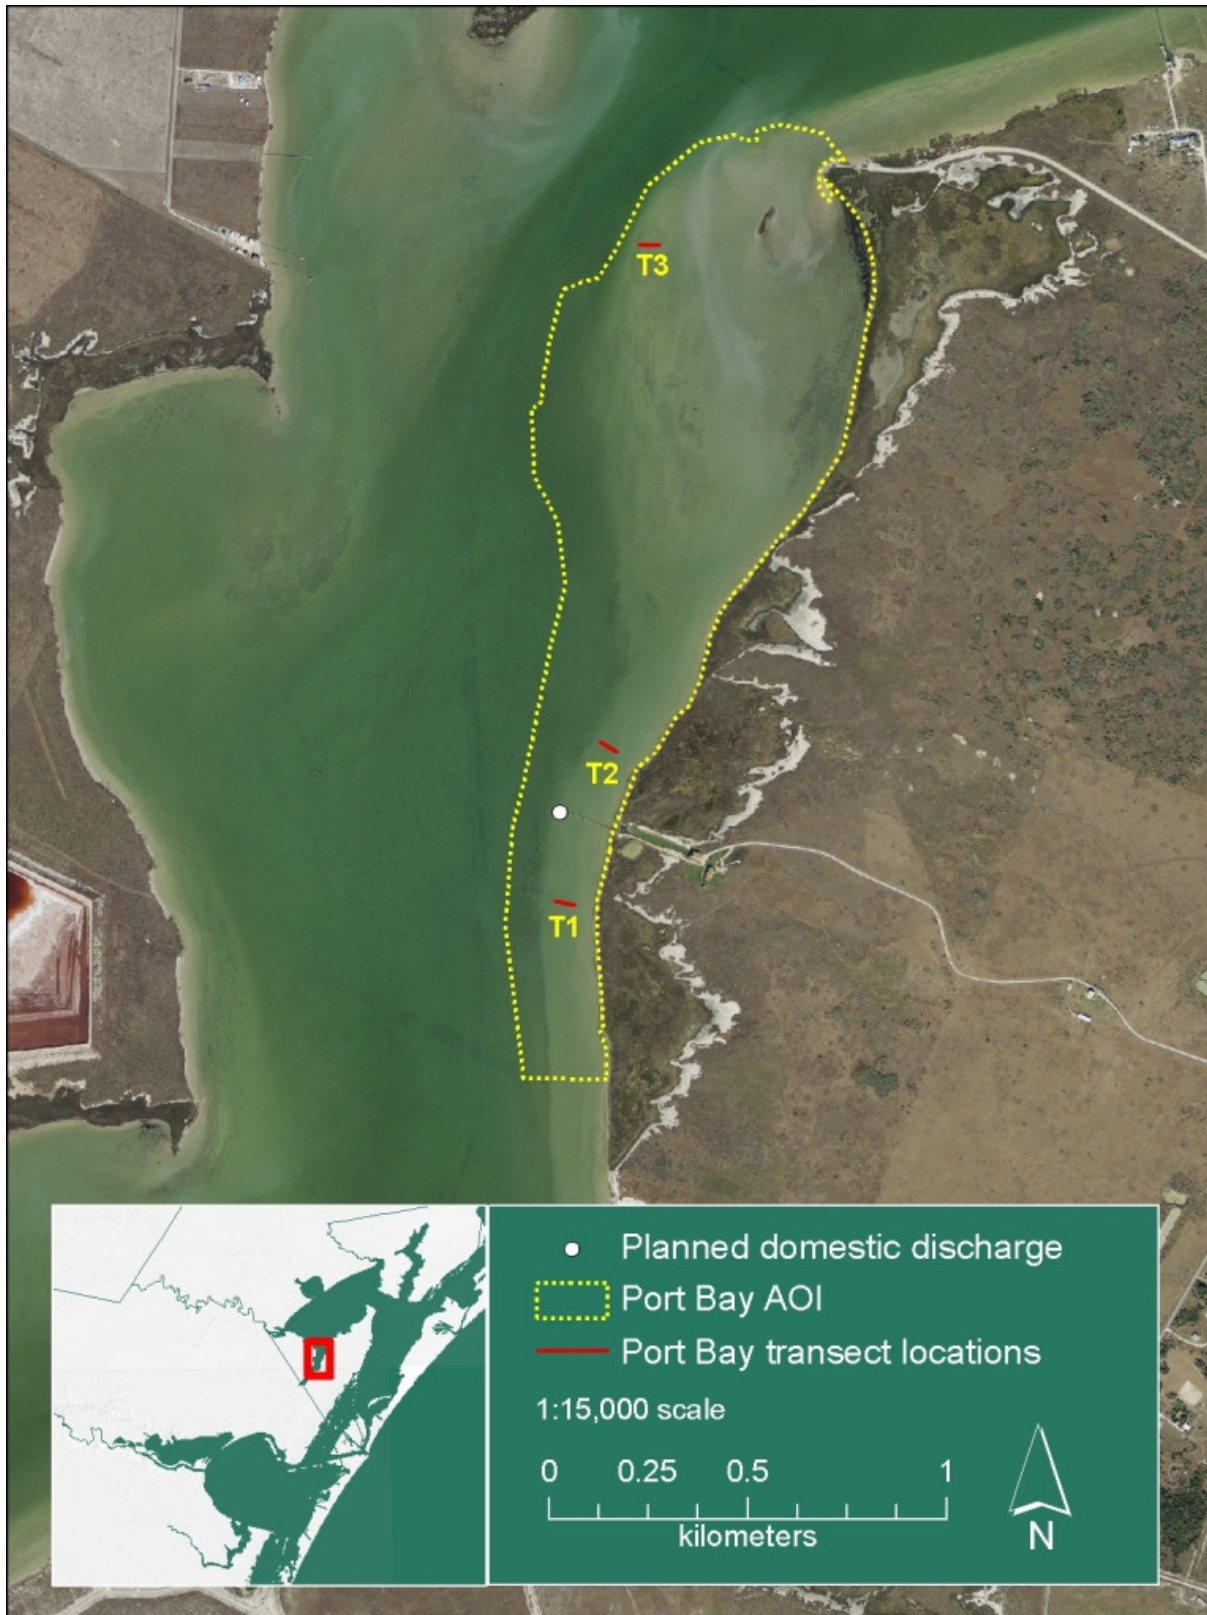 T3
T2
T1
Planned domestic discharge
Port Bay AOI
Port Bay transect locations
1:15,000 scale
0 0.25 0.5 1
kilometers
N